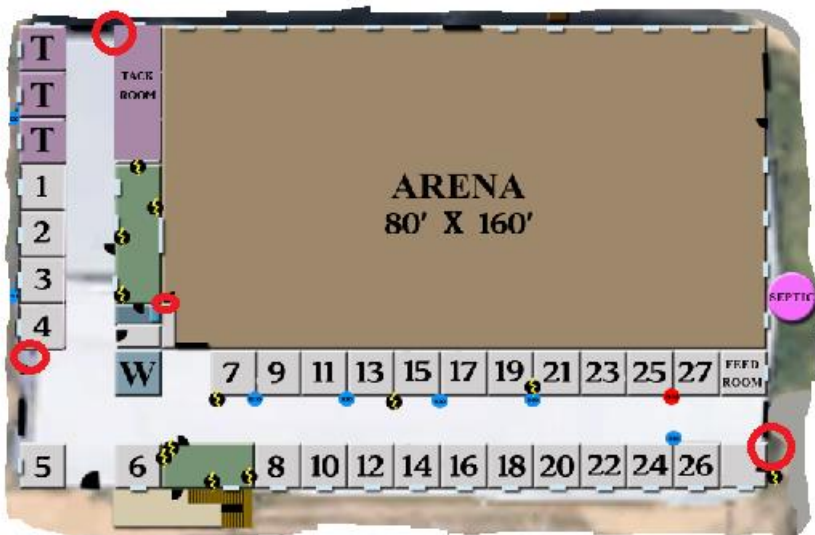 T
TACK
ROOM
T
T
1
2
3
4
ARENA
80' X 160'
SEPTIC
W
7 9 11 13 15 17 19 21 23 25 27 FEED
ROOM
5 6 8 10 12 14 16 18 20 22 24 26